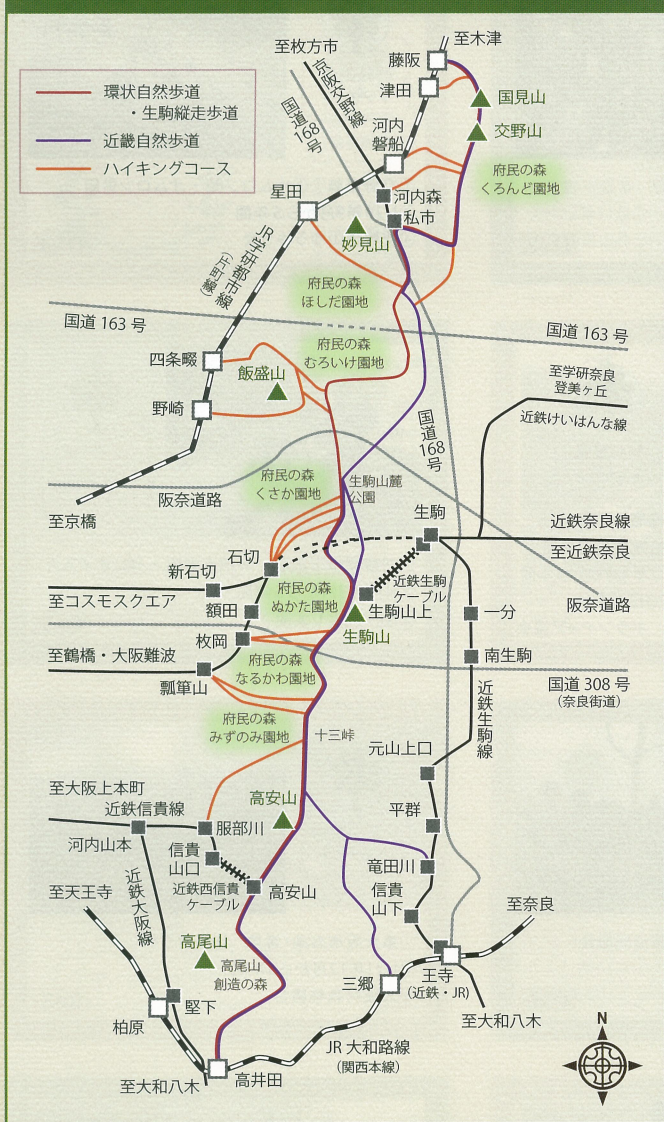 環状自然歩道
・生駒縦走歩道
近畿自然歩道
ハイキングコース
至枚方市
京阪交野線
国道168号
至木津
藤阪
津田
国見山
交野山
河内
磐船
府民の森
くろんど園地
星田
河内森
私市
妙見山
JR学研都市線
(片町線)
府民の森
ほしだ園地
国道 163 号
国道 163 号
府民の森
むろいけ園地
四条畷
飯盛山
野崎
至学研奈良
登美ヶ丘
近鉄けいはんな線
国道168号
府民の森
くさか園地
生駒山麓
公園
阪奈道路
至京橋
生駒
近鉄奈良線
至近鉄奈良
石切
新石切
至コスモスクエア
額田
府民の森
ぬかた園地
近鉄生駒
ケーブル
生駒山上
生駒山
一分
阪奈道路
枚岡
至鶴橋・大阪難波
瓢箪山
府民の森
なるかわ園地
南生駒
国道 308 号
(奈良街道)
府民の森
みずのみ園地
十三峠
近鉄生駒線
元山上口
至大阪上本町
近鉄信貴線
高安山
服部川
河内山本
平群
信貴
山口
近鉄西信貴
ケーブル
高安山
竜田川
信貴
山下
至天王寺
近鉄大阪線
至奈良
高尾山
高尾山
創造の森
三郷
王寺
(近鉄・JR)
堅下
柏原
至大和八木
JR 大和路線
(関西本線)
高井田
至大和八木
N